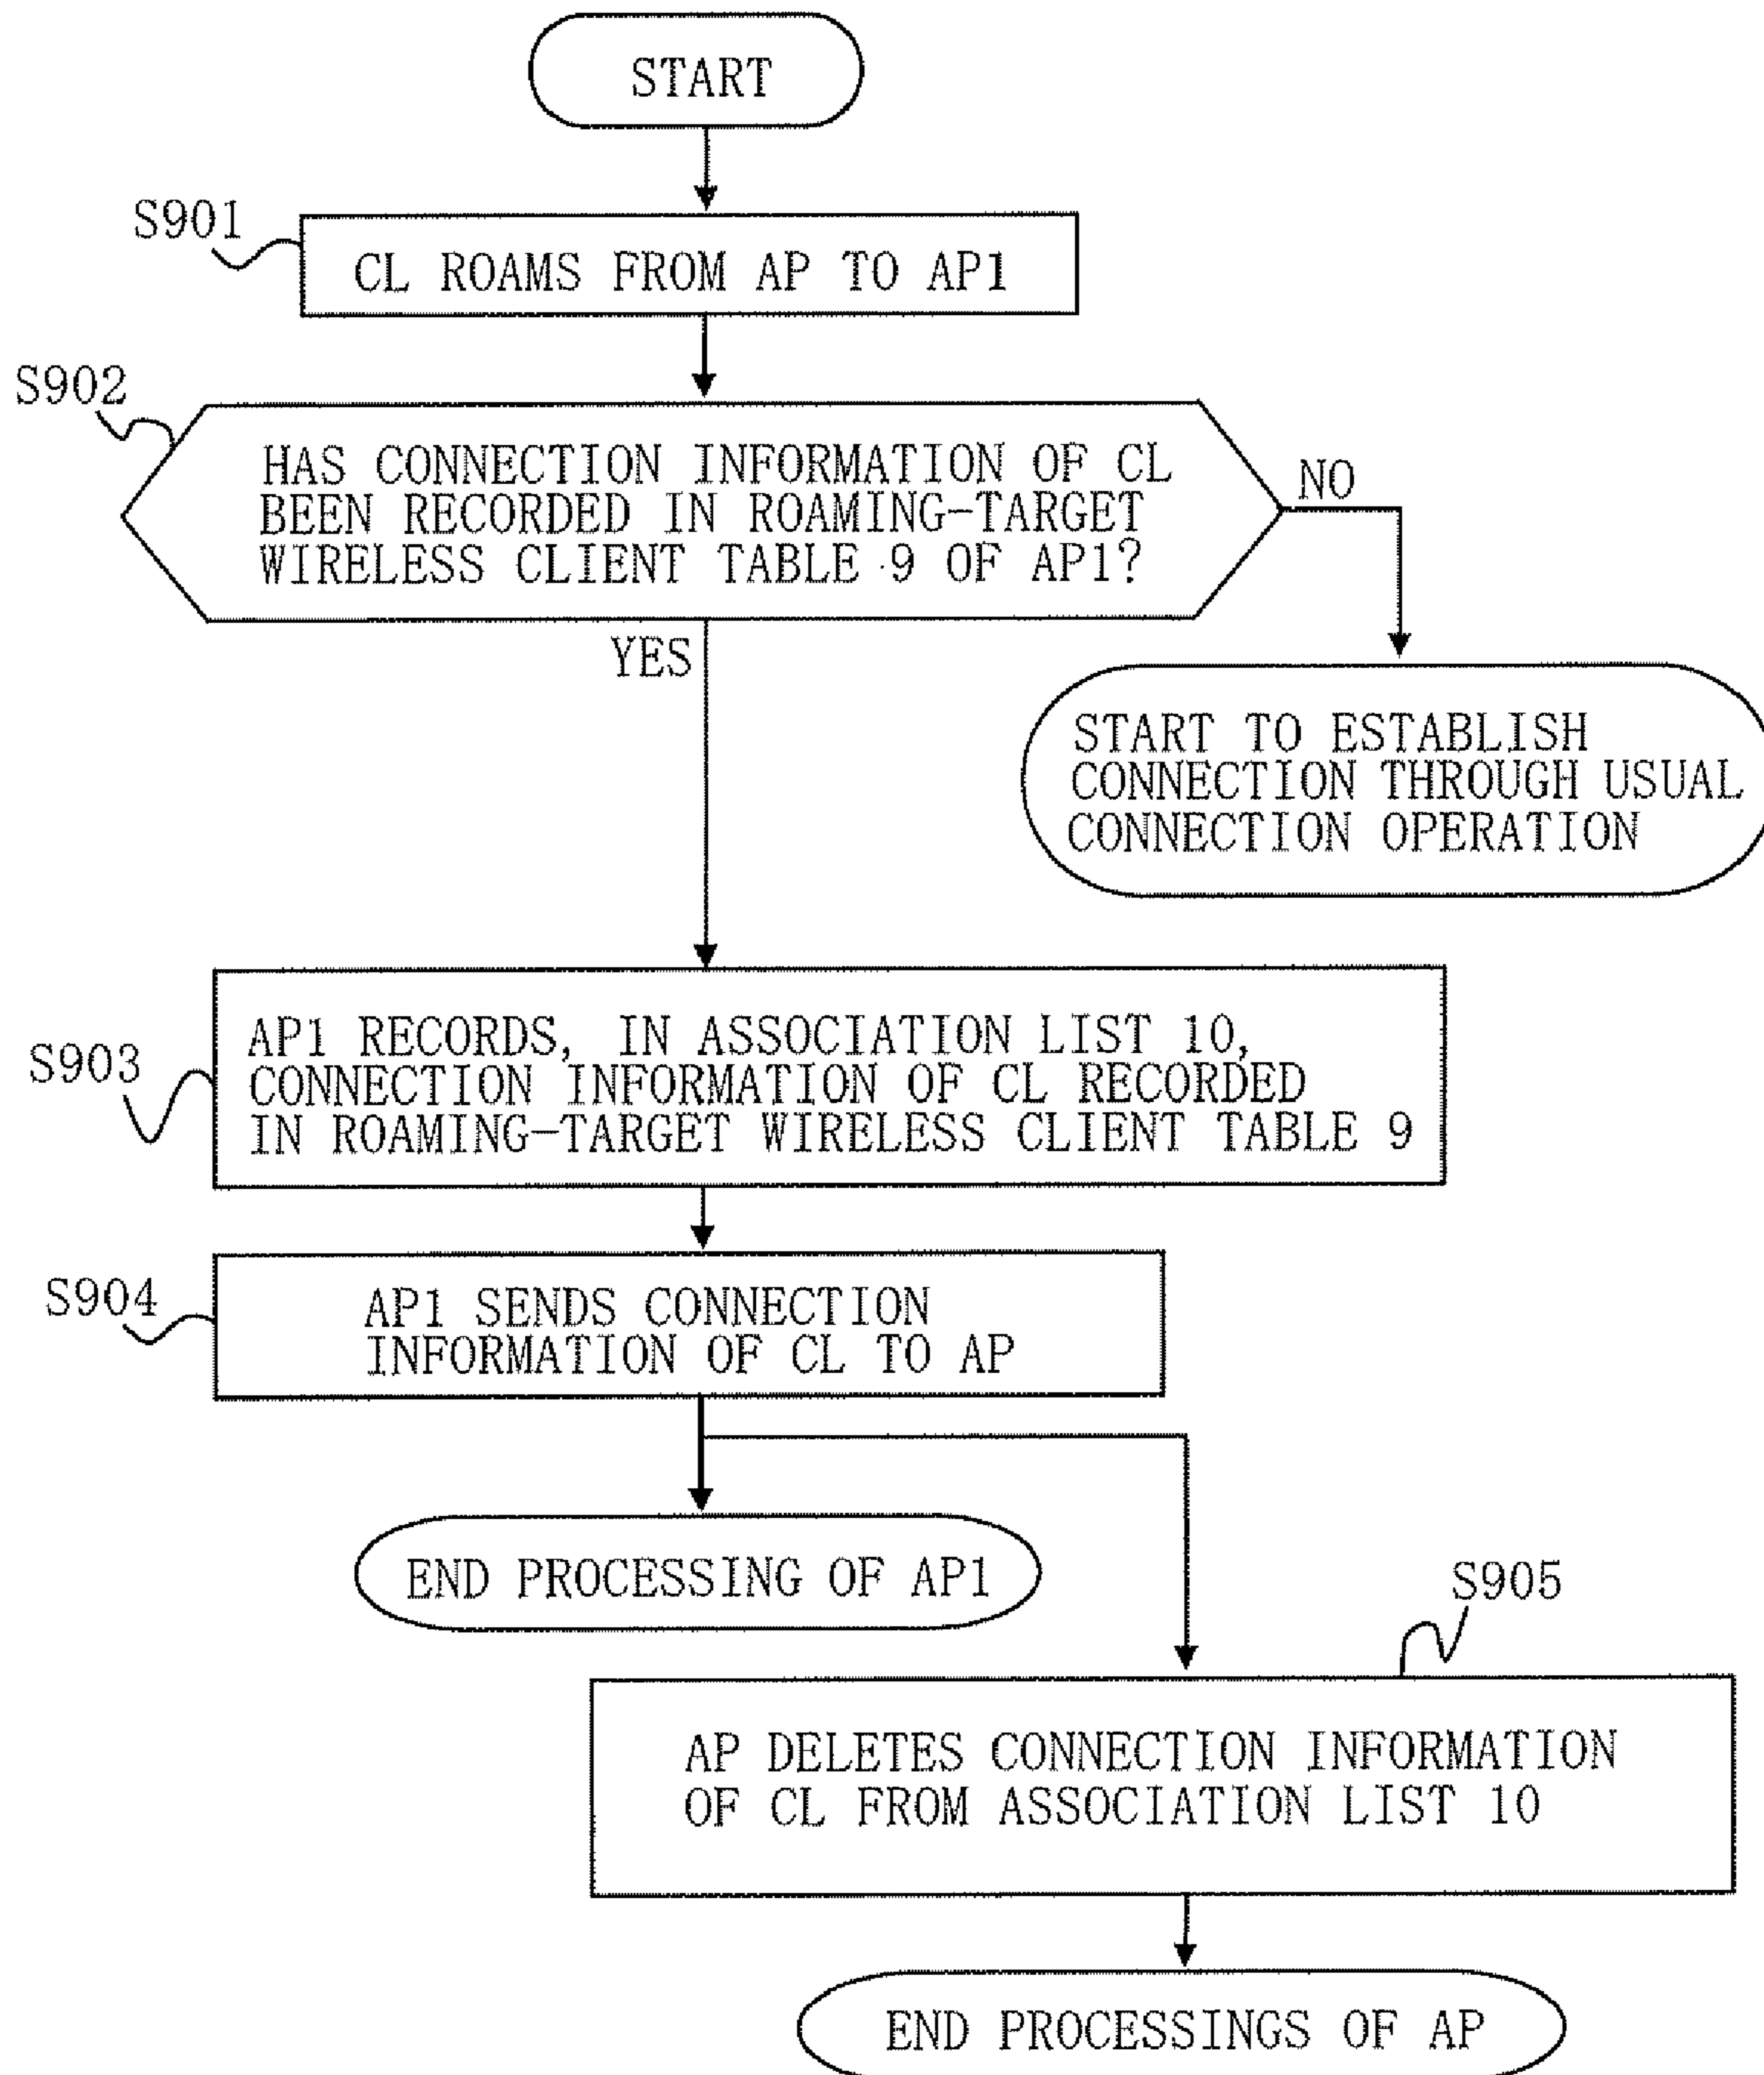 START
S901
CL ROAMS FROM AP TO AP1
S902
HAS CONNECTION INFORMATION OF CL
BEEN RECORDED IN ROAMING-TARGET
WIRELESS CLIENT TABLE 9 OF AP1?
NO
YES
START TO ESTABLISH
CONNECTION THROUGH USUAL
CONNECTION OPERATION
S903
AP1 RECORDS, IN ASSOCIATION LIST 10,
CONNECTION INFORMATION OF CL RECORDED
IN ROAMING-TARGET WIRELESS CLIENT TABLE 9
S904
AP1 SENDS CONNECTION
INFORMATION OF CL TO AP
END PROCESSING OF AP1
S905
AP DELETES CONNECTION INFORMATION
OF CL FROM ASSOCIATION LIST 10
END PROCESSINGS OF AP